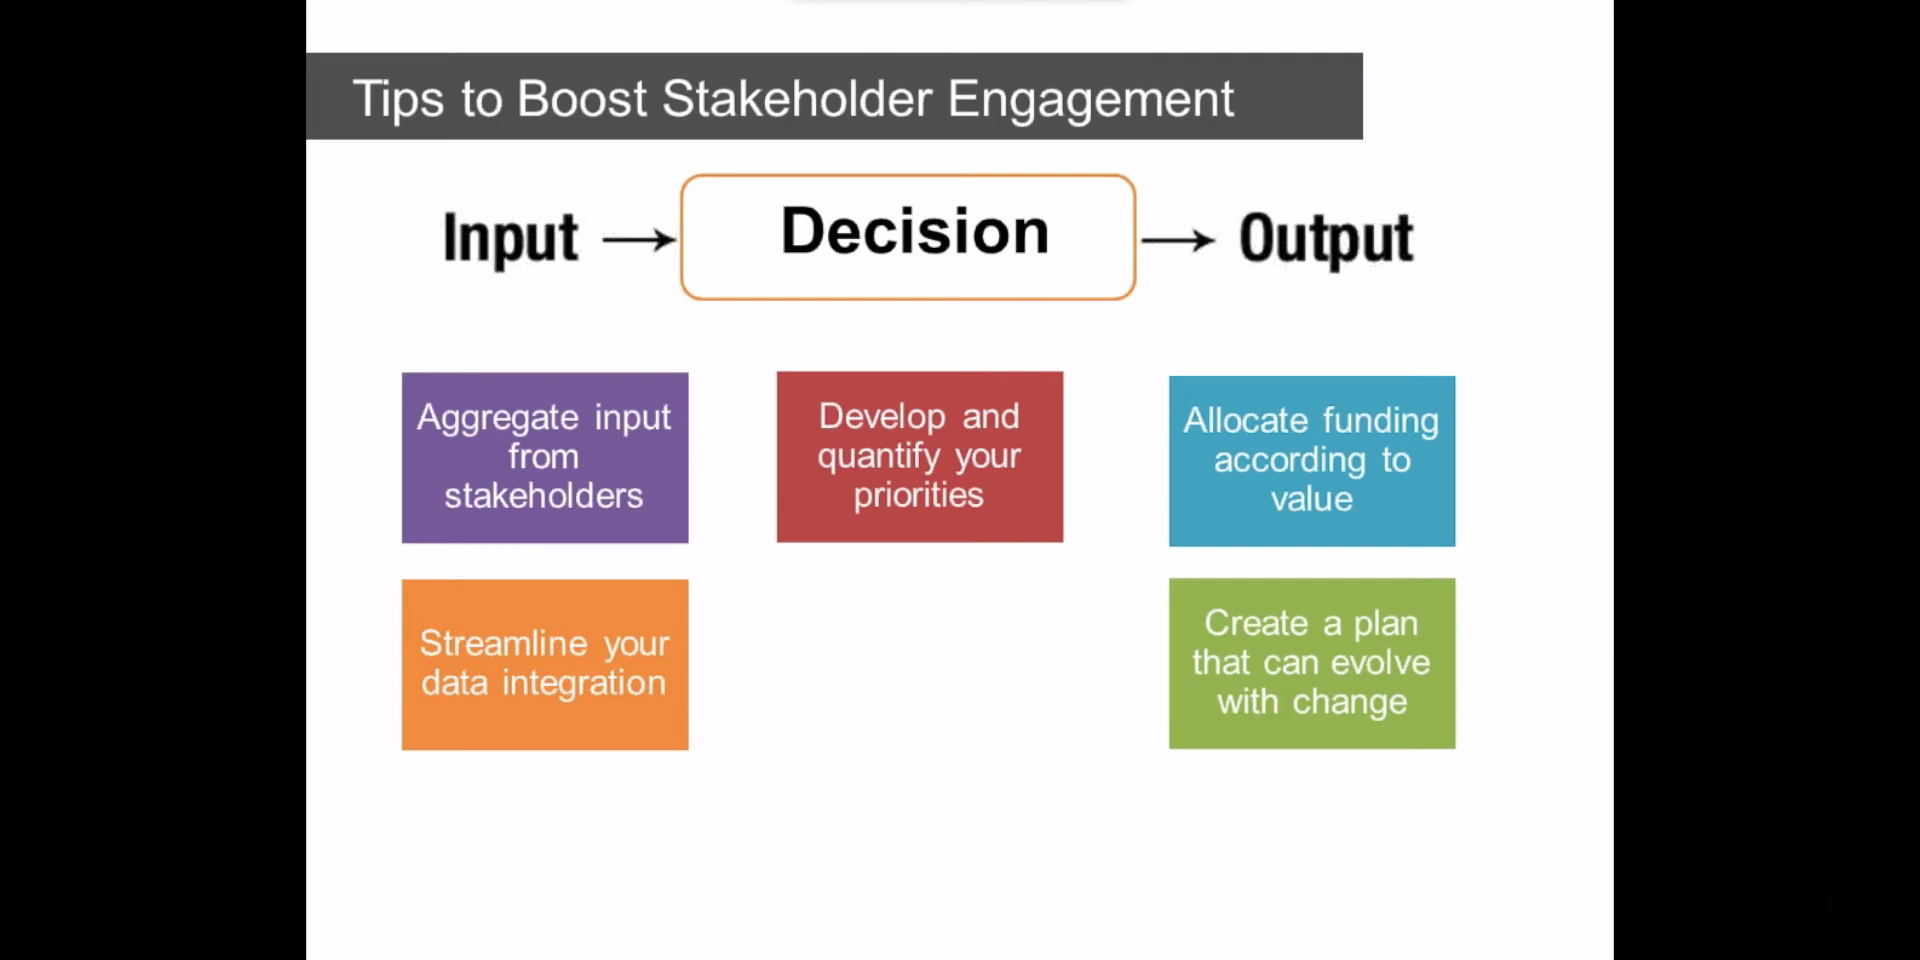 Tips to Boost Stakeholder Engagement
Input
Decision
Output
Aggregate input
from
stakeholders
Develop and
quantify your
priorities
Allocate funding
according to
value
Streamline your
data integration
Create a plan
that can evolve
with change